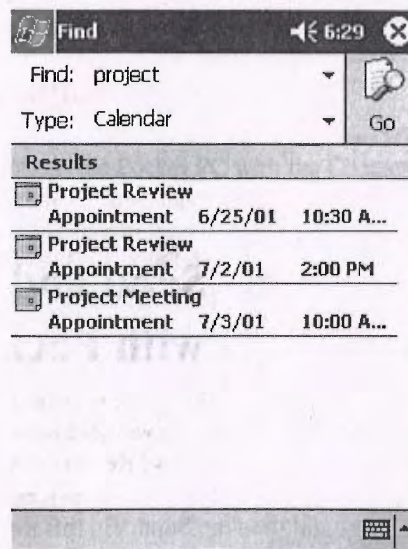 Find 6:29
Find: project
Type: Calendar
Go
Results
Project Review
Appointment 6/25/01 10:30 A...
Project Review
Appointment 7/2/01 2:00 PM
Project Meeting
Appointment 7/3/01 10:00 A...